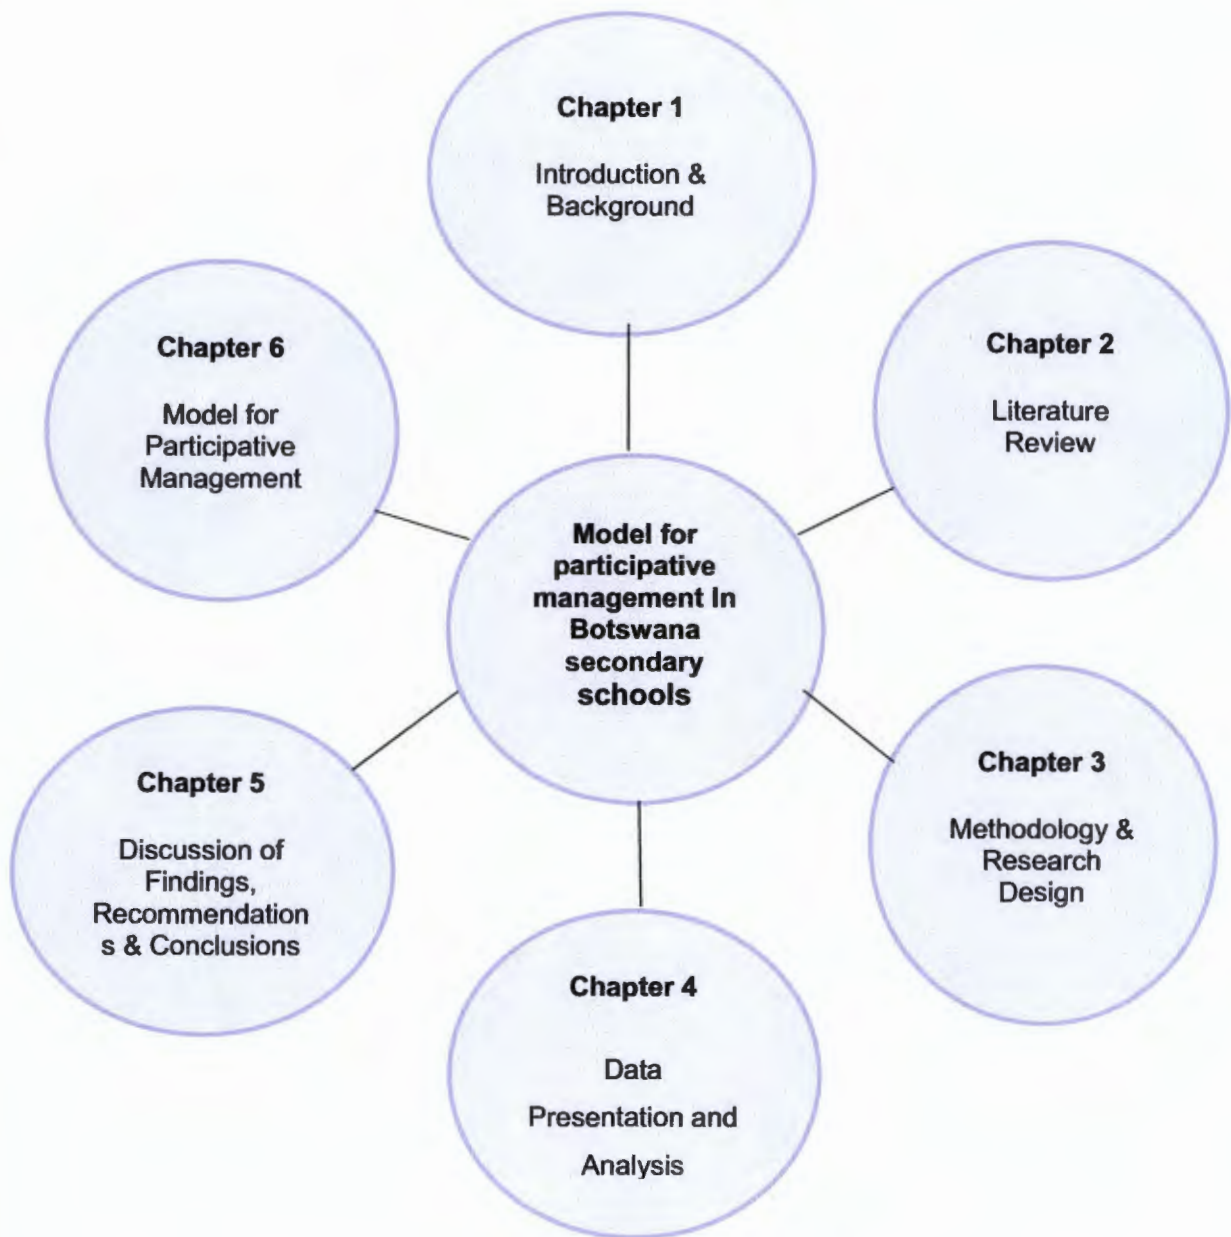 Chapter 1
Introduction &
Background
Chapter 2
Literature
Review
Chapter 3
Methodology &
Research
Design
Chapter 4
Data
Presentation and
Analysis
Chapter 5
Discussion of
Findings,
Recommendation
s & Conclusions
Chapter 6
Model for
Participative
Management
Model for
participative
management In
Botswana
secondary
schools